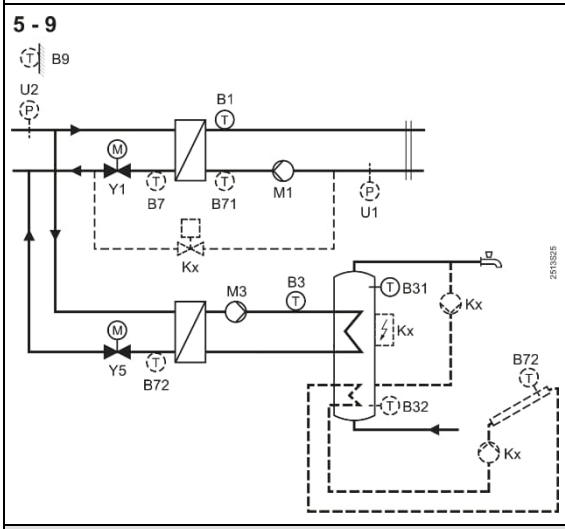 5 - 9
T B9
U2
P
B1
T
M
Y1
T
B7
T
B71
M1
P
U1
Kx
2513S25
M3
B3
T
T B31
Kx
Kx
M
Y5
T
B72
T B32
B72
T
Kx